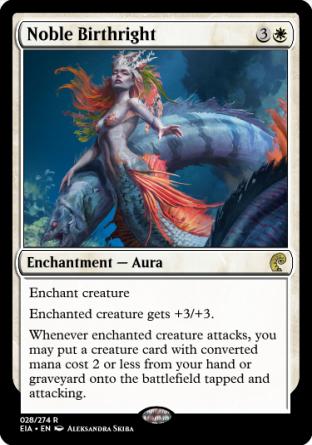 Noble Birthright 3
Enchantment — Aura
Enchant creature
Enchanted creature gets +3/+3.
Whenever enchanted creature attacks, you
may put a creature card with converted
mana cost 2 or less from your hand or
graveyard onto the battlefield tapped and
attacking.
028/274 R
EIA • EN Aleksandra Skiba